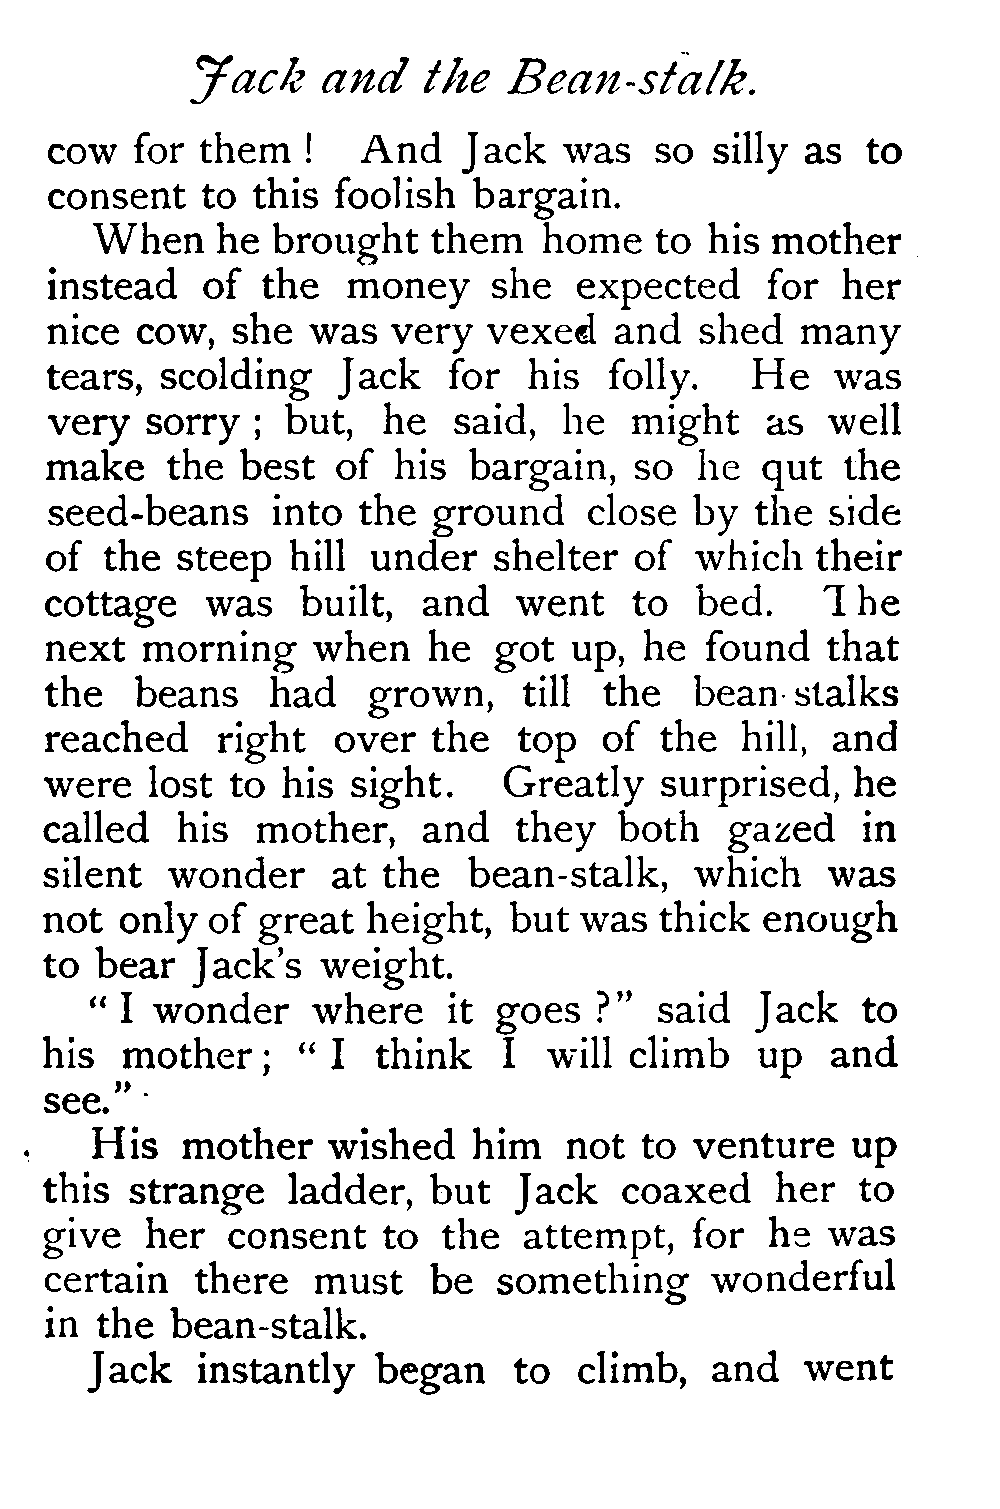 Jack and the Bean-stalk.
cow for them ! And Jack was so silly as to
consent to this foolish bargain.
When he brought them home to his mother
instead of the money she expected for her
nice cow, she was very vexed and shed many
tears, scolding Jack for his folly. He was
very sorry ; but, he said, he might as well
make the best of his bargain, so he qut the
seed-beans into the ground close by the side
of the steep hill under shelter of which their
cottage was built, and went to bed. The
next morning when he got up, he found that
the beans had grown, till the bean-stalks
reached right over the top of the hill, and
were lost to his sight. Greatly surprised, he
called his mother, and they both gazed in
silent wonder at the bean-stalk, which was
not only of great height, but was thick enough
to bear Jack's weight.
“ I wonder where it goes ?” said Jack to
his mother ; “ I think I will climb up and
see.”
His mother wished him not to venture up
this strange ladder, but Jack coaxed her to
give her consent to the attempt, for he was
certain there must be something wonderful
in the bean-stalk.
Jack instantly began to climb, and went